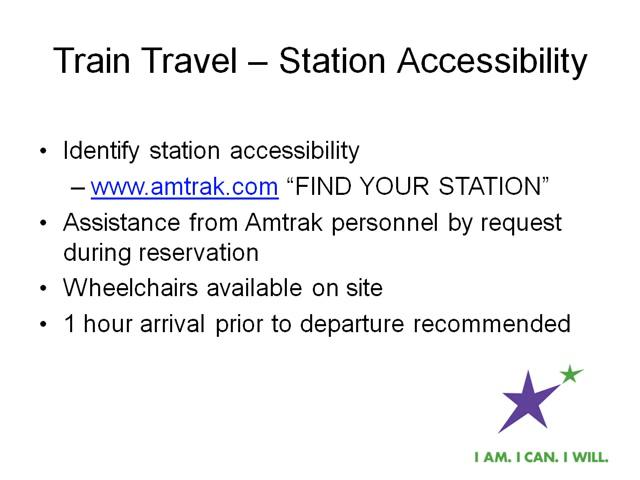 Train Travel – Station Accessibility
• Identify station accessibility
– www.amtrak.com “FIND YOUR STATION”
• Assistance from Amtrak personnel by request
during reservation
• Wheelchairs available on site
• 1 hour arrival prior to departure recommended
I AM. I CAN. I WILL.